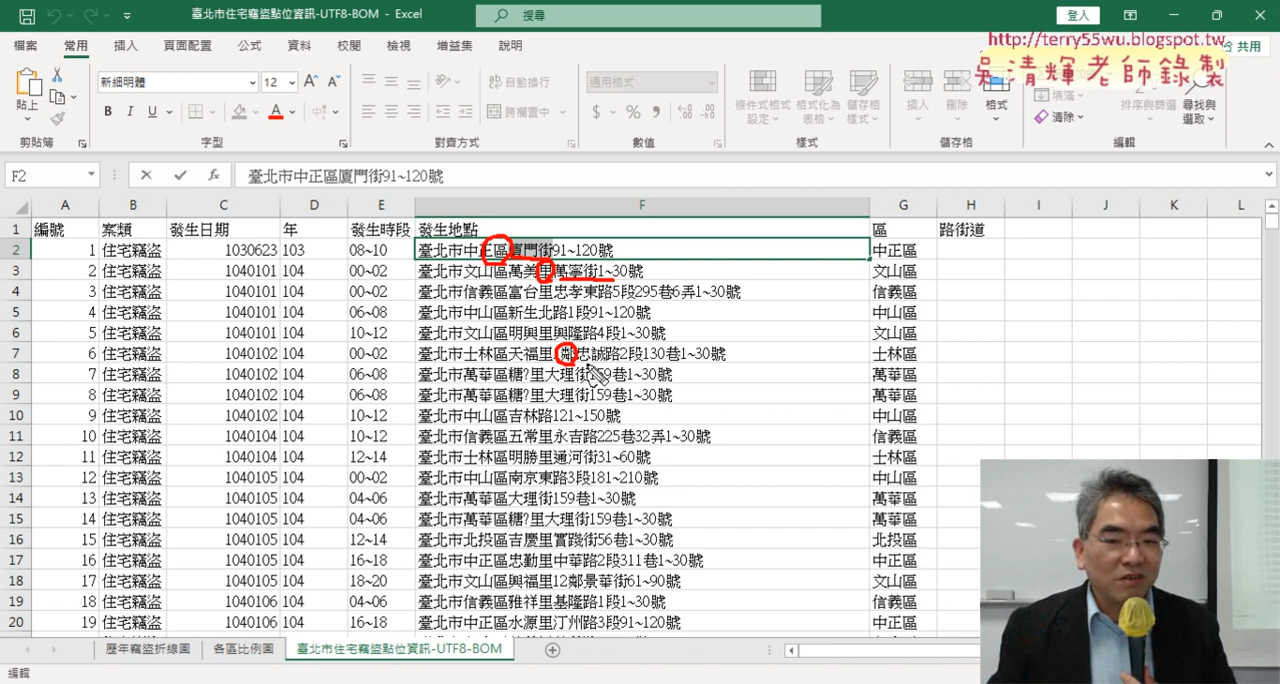 臺北市住宅竊盜點位資訊-UTF8-BOM - Excel
搜尋
登入
檔案 常用 插入 頁面配置 公式 資料 校閱 檢視 增益集 說明
http://terry55wu.blogspot.tw
吳清輝老師錄製
共用
貼上
新細明體 12
B I U
自動換行
跨欄置中
通用格式
條件式格式設定 格式化為表格 儲存格樣式
插入 刪除 格式
填滿
清除
排序與篩選 尋找與選取
剪貼簿 字型 對齊方式 數值 樣式 儲存格 編輯
F2 fx 臺北市中正區廈門街91~120號
A B C D E F G H I J K L
1 編號 案類 發生日期 年 發生時段 發生地點 區 路街道
2 1 住宅竊盜 1030623 103 08~10 臺北市中正區廈門街91~120號 中正區
3 2 住宅竊盜 1040101 104 00~02 臺北市文山區萬美里萬寧街1~30號 文山區
4 3 住宅竊盜 1040101 104 00~02 臺北市信義區富台里忠孝東路5段295巷6弄1~30號 信義區
5 4 住宅竊盜 1040101 104 06~08 臺北市中山區新生北路1段91~120號 中山區
6 5 住宅竊盜 1040101 104 10~12 臺北市文山區明興里興隆路4段1~30號 文山區
7 6 住宅竊盜 1040102 104 00~02 臺北市士林區天福里1鄰忠誠路2段130巷1~30號 士林區
8 7 住宅竊盜 1040102 104 06~08 臺北市萬華區糖?里大理街159巷1~30號 萬華區
9 8 住宅竊盜 1040102 104 06~08 臺北市萬華區糖?里大理街159巷1~30號 萬華區
10 9 住宅竊盜 1040102 104 10~12 臺北市中山區吉林路121~150號 中山區
11 10 住宅竊盜 1040104 104 10~12 臺北市信義區五常里永吉路225巷32弄1~30號 信義區
12 11 住宅竊盜 1040104 104 12~14 臺北市士林區明勝里通河街31~60號 士林區
13 12 住宅竊盜 1040105 104 00~02 臺北市中山區南京東路3段181~210號 中山區
14 13 住宅竊盜 1040105 104 04~06 臺北市萬華區大理街159巷1~30號 萬華區
15 14 住宅竊盜 1040105 104 04~06 臺北市萬華區糖?里大理街159巷1~30號 萬華區
16 15 住宅竊盜 1040105 104 12~14 臺北市北投區吉慶里實踐街56巷1~30號 北投區
17 16 住宅竊盜 1040105 104 16~18 臺北市中正區忠勤里中華路2段311巷1~30號 中正區
18 17 住宅竊盜 1040105 104 18~20 臺北市文山區興福里12鄰景華街61~90號 文山區
19 18 住宅竊盜 1040106 104 04~06 臺北市信義區雅祥里基隆路1段1~30號 信義區
20 19 住宅竊盜 1040106 104 16~18 臺北市中正區水源里汀州路3段91~120號 中正區
歷年竊盜折線圖 各區比例圖 臺北市住宅竊盜點位資訊-UTF8-BOM
編輯